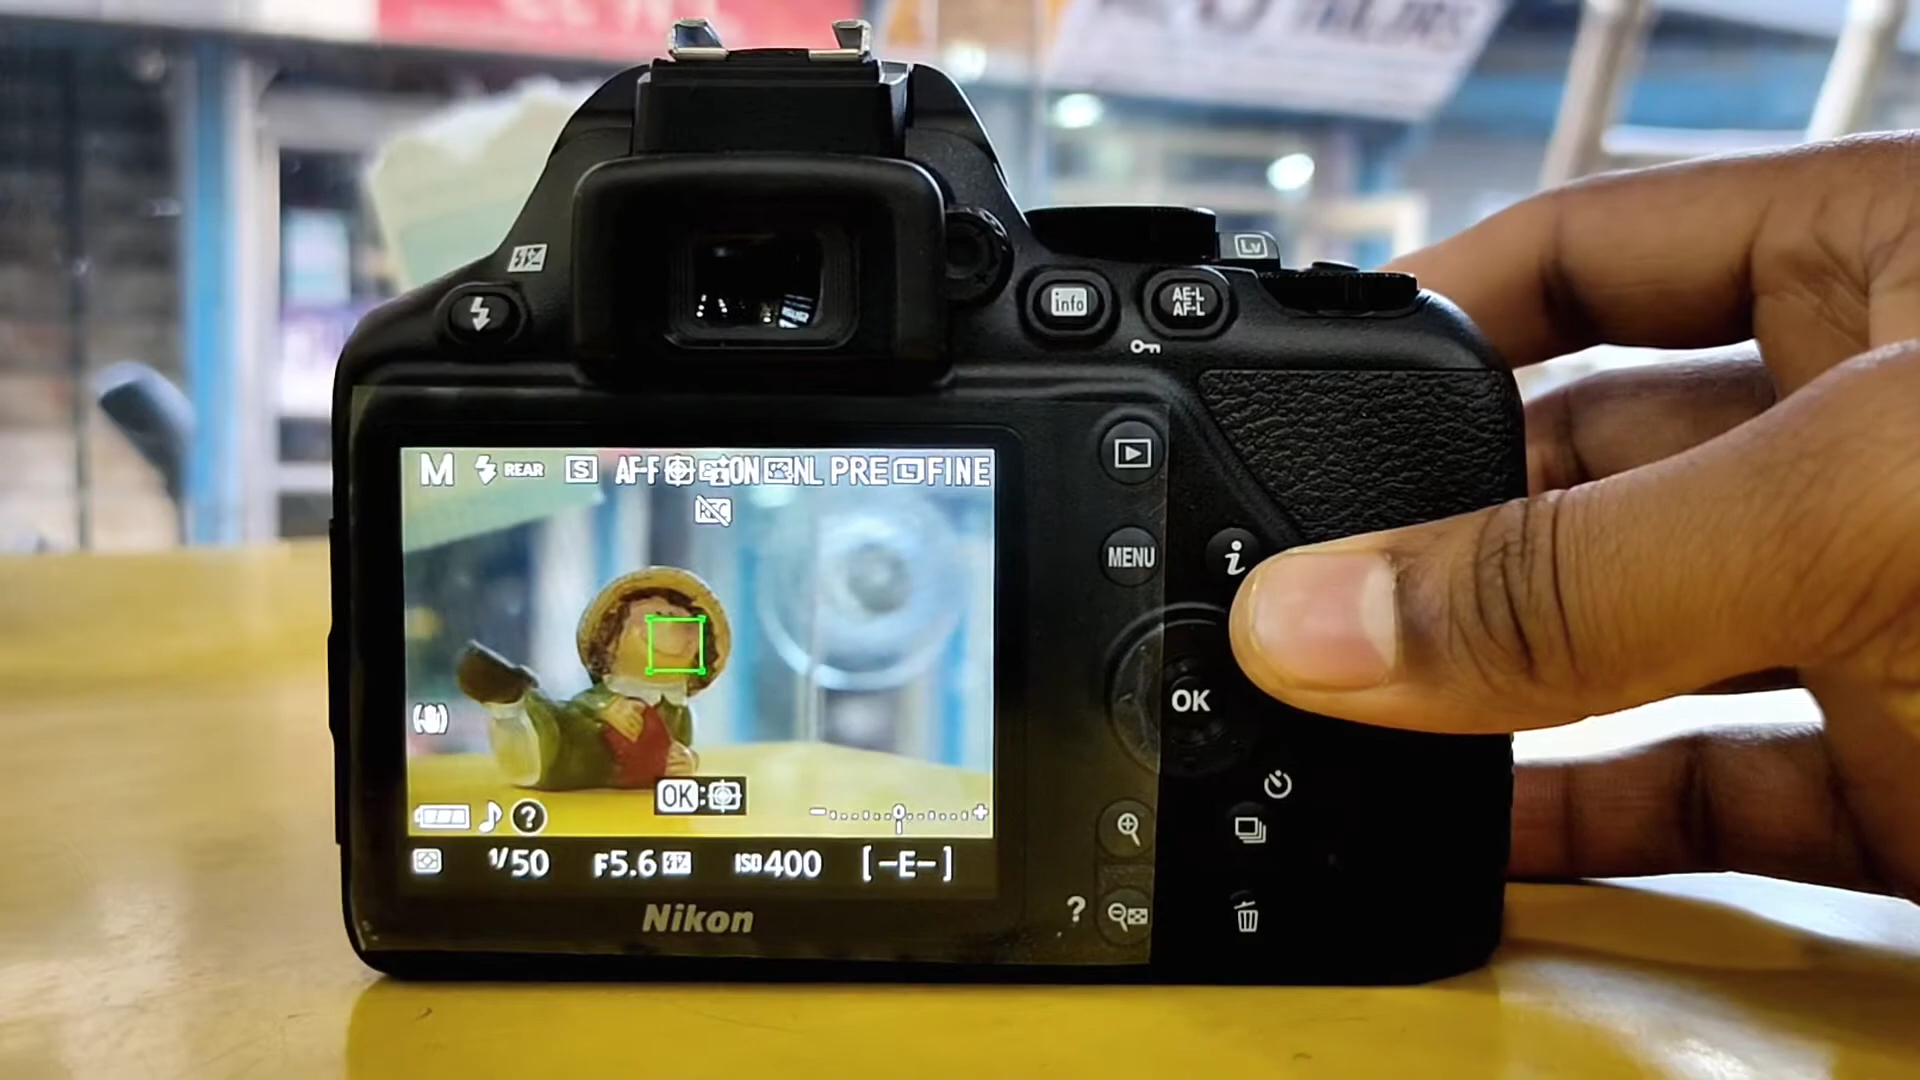 Lv
info
AE-L
AF-L
M REAR S AF-F ON NL PRE L FINE
REC
MENU
i
OK
OK:
?
1/50 F5.6 ISO400 [-E-]
Nikon
?